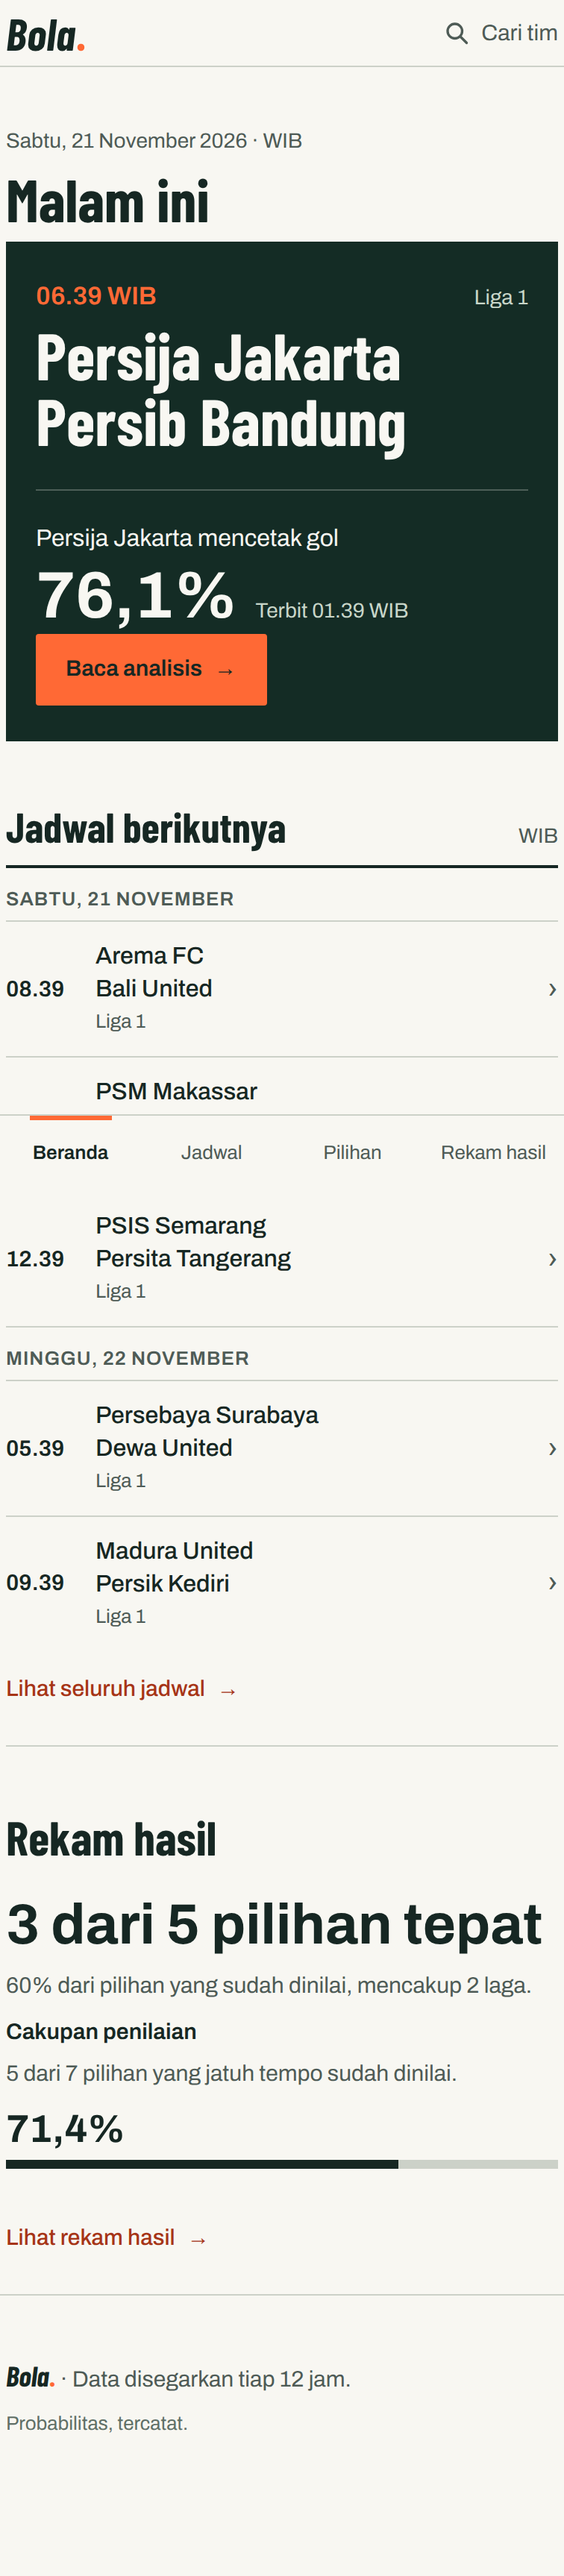 Bola.
Cari tim
Sabtu, 21 November 2026 · WIB
Malam ini
06.39 WIB
Liga 1
Persija Jakarta
Persib Bandung
Persija Jakarta mencetak gol
76,1%
Terbit 01.39 WIB
Baca analisis →
Jadwal berikutnya
WIB
SABTU, 21 NOVEMBER
08.39
Arema FC
Bali United
Liga 1
›
PSM Makassar
Beranda
Jadwal
Pilihan
Rekam hasil
12.39
PSIS Semarang
Persita Tangerang
Liga 1
›
MINGGU, 22 NOVEMBER
05.39
Persebaya Surabaya
Dewa United
Liga 1
›
09.39
Madura United
Persik Kediri
Liga 1
›
Lihat seluruh jadwal →
Rekam hasil
3 dari 5 pilihan tepat
60% dari pilihan yang sudah dinilai, mencakup 2 laga.
Cakupan penilaian
5 dari 7 pilihan yang jatuh tempo sudah dinilai.
71,4%
Lihat rekam hasil →
Bola. · Data disegarkan tiap 12 jam.
Probabilitas, tercatat.